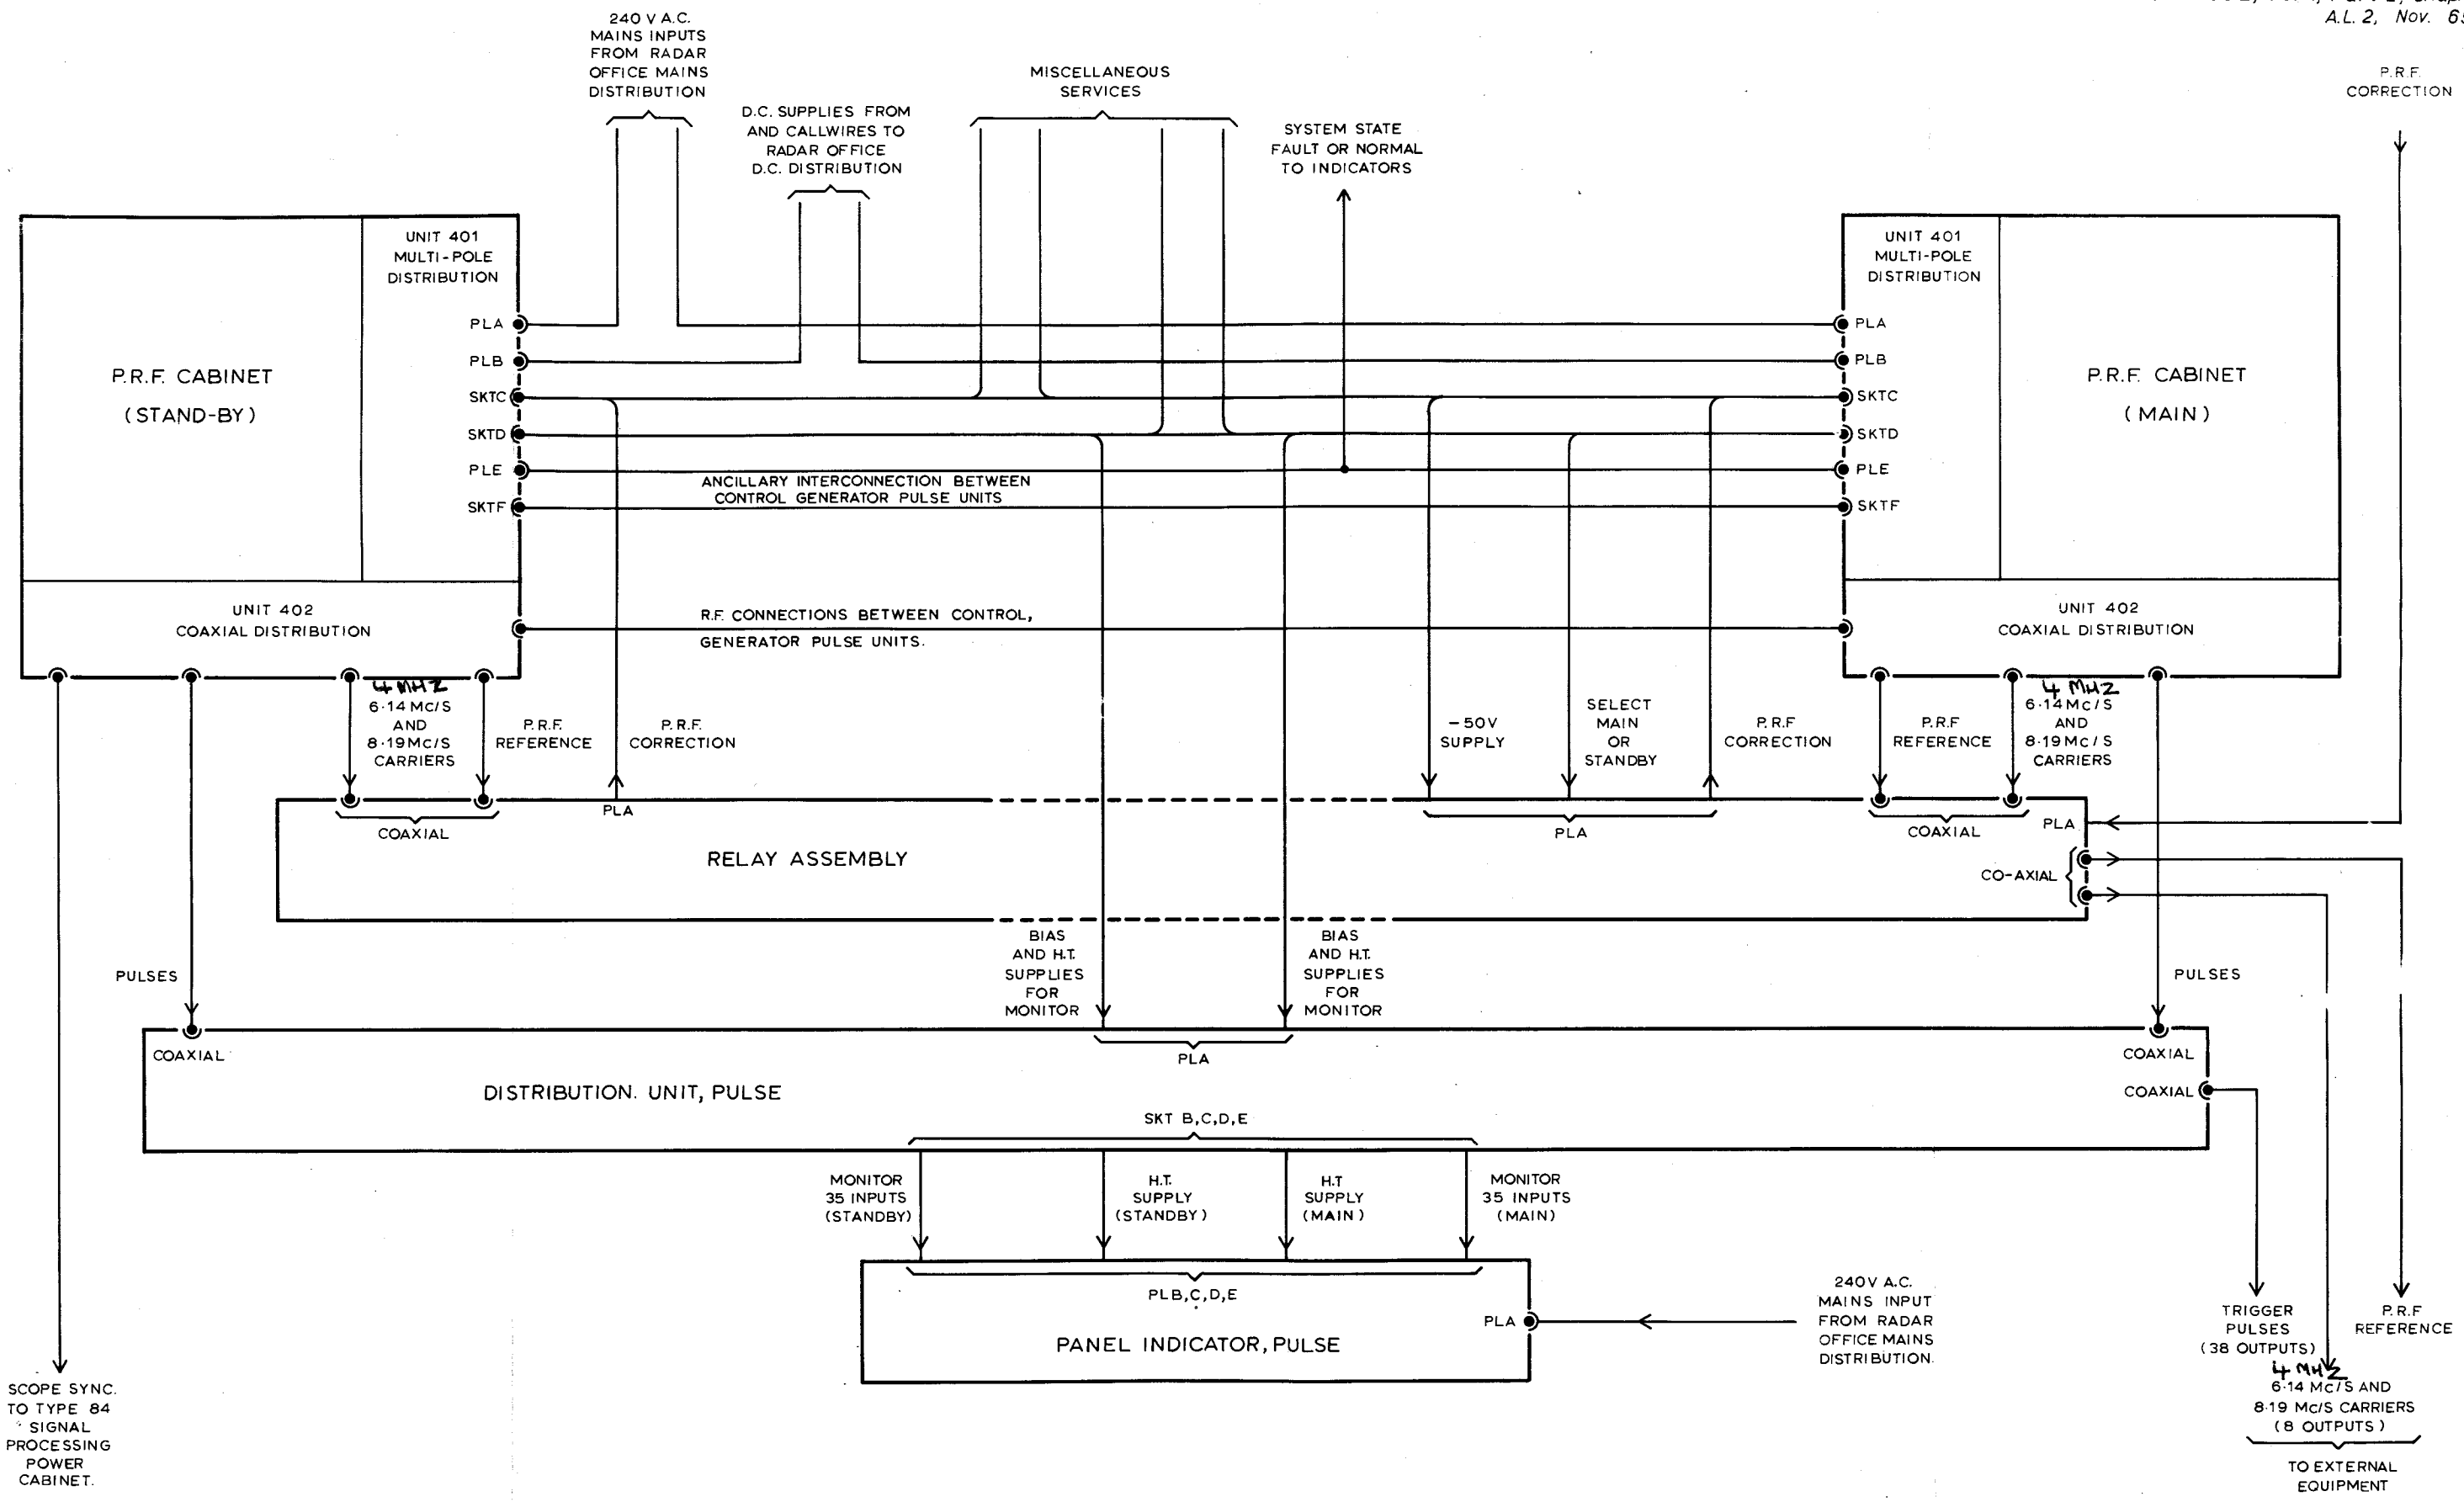 A.L. 2, Nov. 65
240 V A.C.
MAINS INPUTS
FROM RADAR
OFFICE MAINS
DISTRIBUTION
D.C. SUPPLIES FROM
AND CALLWIRES TO
RADAR OFFICE
D.C. DISTRIBUTION
MISCELLANEOUS
SERVICES
SYSTEM STATE
FAULT OR NORMAL
TO INDICATORS
P.R.F.
CORRECTION
UNIT 401
MULTI-POLE
DISTRIBUTION
P.R.F. CABINET
(STAND-BY)
PLA
PLB
SKTC
SKTD
PLE
SKTF
UNIT 402
COAXIAL DISTRIBUTION
ANCILLARY INTERCONNECTION BETWEEN
CONTROL GENERATOR PULSE UNITS
R.F. CONNECTIONS BETWEEN CONTROL,
GENERATOR PULSE UNITS.
UNIT 401
MULTI-POLE
DISTRIBUTION
P.R.F. CABINET
(MAIN)
PLA
PLB
SKTC
SKTD
PLE
SKTF
UNIT 402
COAXIAL DISTRIBUTION
4 MHZ
6·14 MC/S
AND
8·19MC/S
CARRIERS
P.R.F.
REFERENCE
P.R.F.
CORRECTION
-50V
SUPPLY
SELECT
MAIN
OR
STANDBY
P.R.F
CORRECTION
P.R.F
REFERENCE
4 MHZ
6·14MC/S
AND
8·19MC/S
CARRIERS
COAXIAL
PLA
PLA
COAXIAL
PLA
RELAY ASSEMBLY
CO-AXIAL
PULSES
BIAS
AND H.T.
SUPPLIES
FOR
MONITOR
BIAS
AND H.T.
SUPPLIES
FOR
MONITOR
PULSES
COAXIAL
PLA
COAXIAL
COAXIAL
DISTRIBUTION. UNIT, PULSE
SKT B,C,D,E
MONITOR
35 INPUTS
(STANDBY)
H.T.
SUPPLY
(STANDBY)
H.T
SUPPLY
(MAIN)
MONITOR
35 INPUTS
(MAIN)
PLB,C,D,E
PLA
PANEL INDICATOR, PULSE
240V A.C.
MAINS INPUT
FROM RADAR
OFFICE MAINS
DISTRIBUTION.
TRIGGER
PULSES
(38 OUTPUTS)
P.R.F
REFERENCE
4 MHZ
6·14 MC/S AND
8·19 MC/S CARRIERS
(8 OUTPUTS)
TO EXTERNAL
EQUIPMENT
SCOPE SYNC.
TO TYPE 84
SIGNAL
PROCESSING
POWER
CABINET.